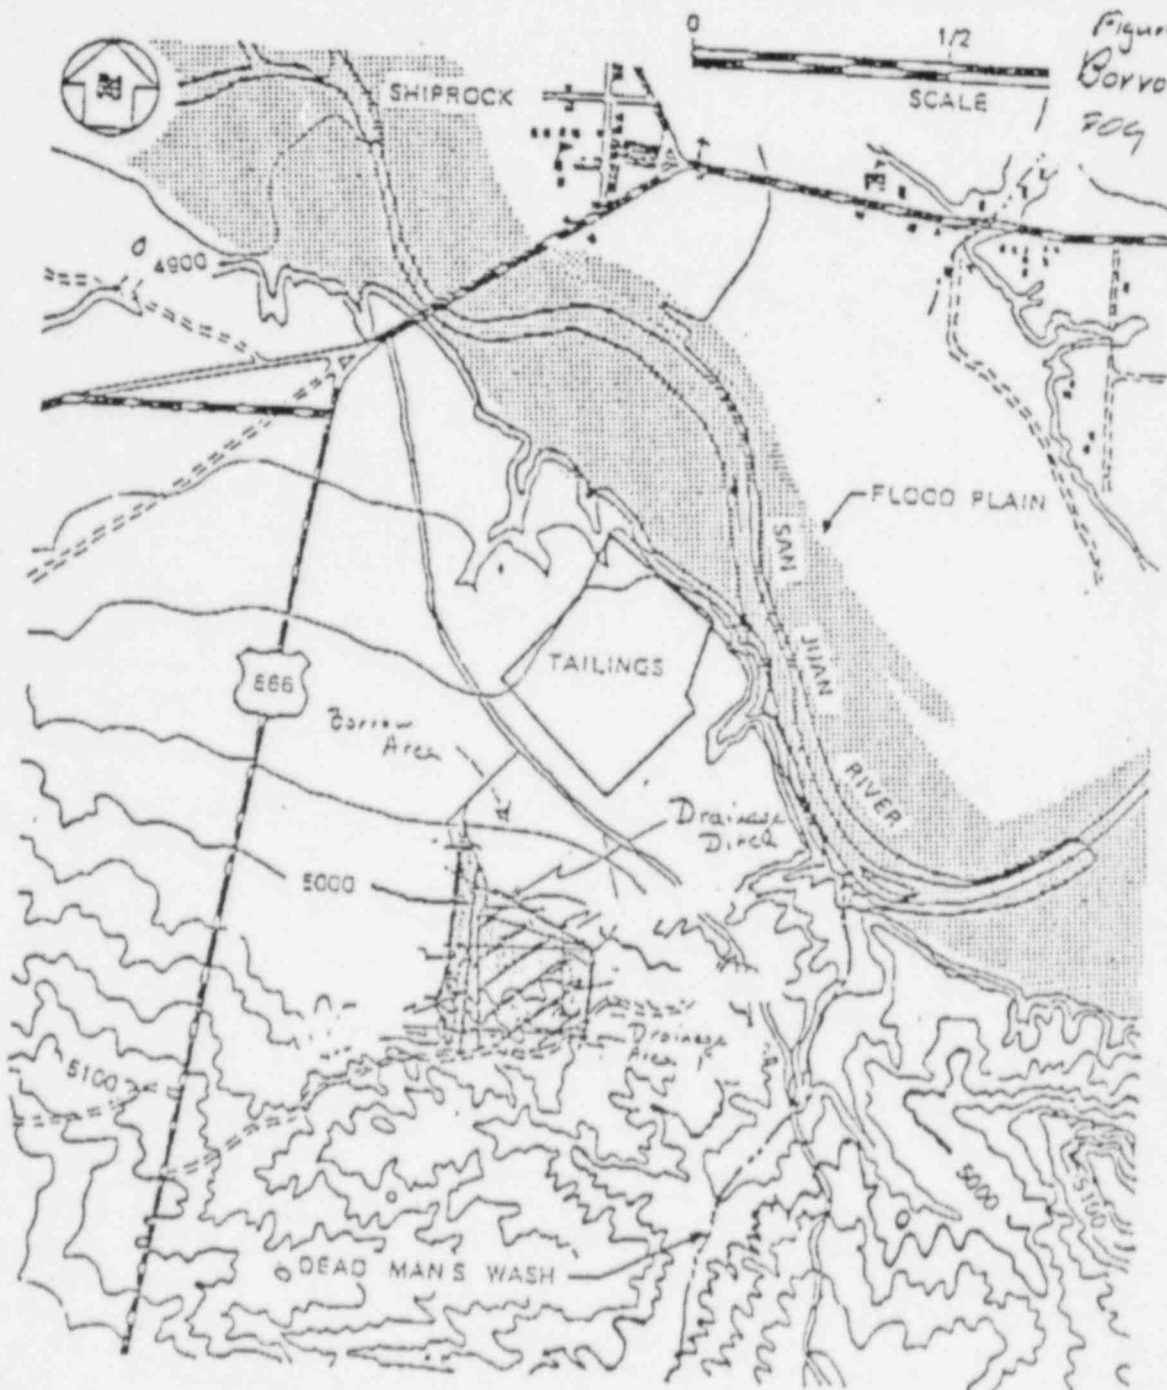 0
1/2
SCALE
SHIPROCK
4900
FLOOD PLAIN
SAN
JUAN
RIVER
TAILINGS
666
Borrow
Area
Drainage
Ditch
5000
Drainage
Area
5100
5000
5100
DEAD MAN'S WASH